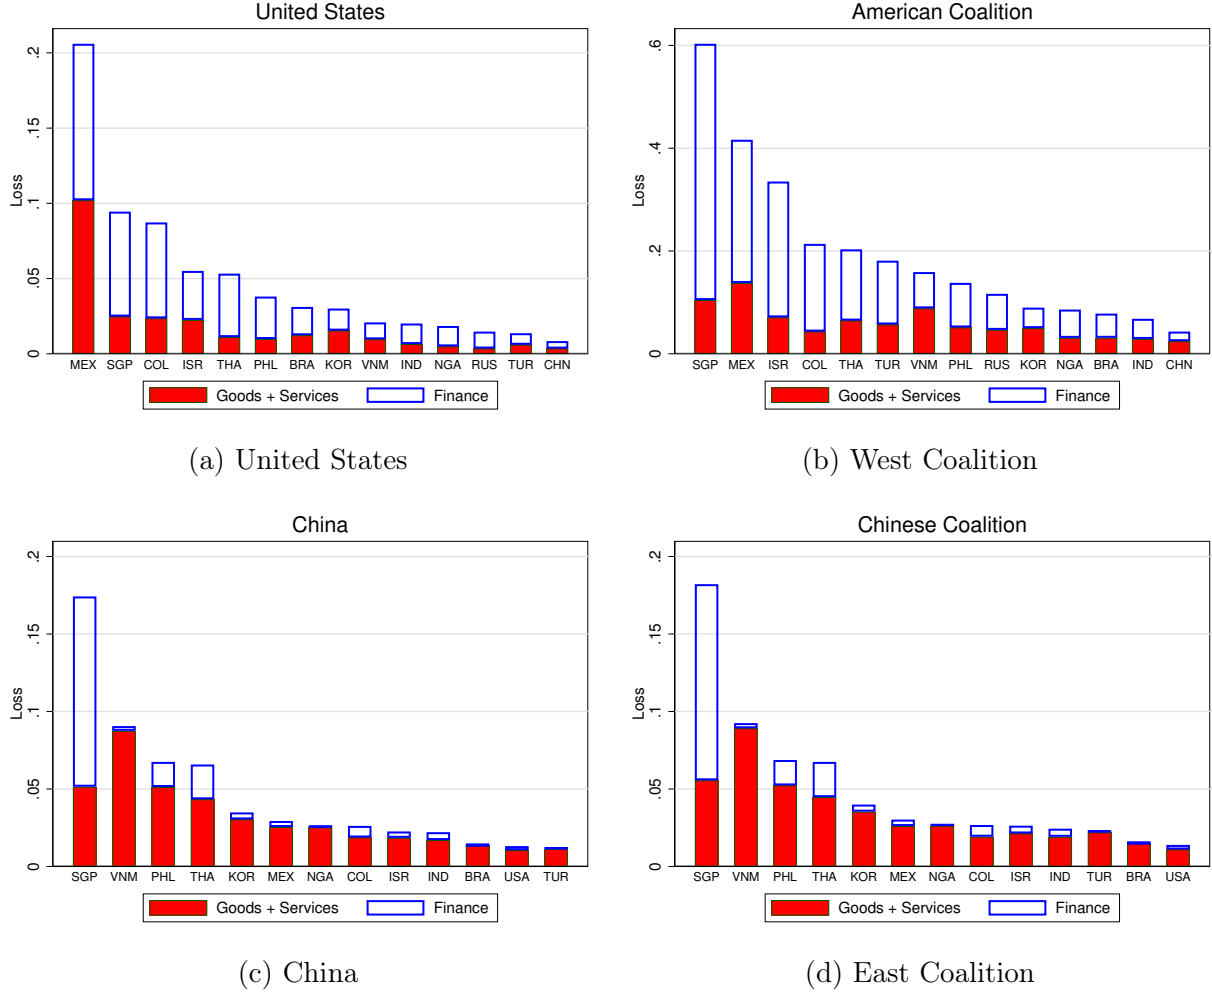 United States
Loss
.2
.15
.1
.05
0
MEX SGP COL ISR THA PHL BRA KOR VNM IND NGA RUS TUR CHN
Goods + Services Finance
(a) United States
American Coalition
Loss
.6
.4
.2
0
SGP MEX ISR COL THA TUR VNM PHL RUS KOR NGA BRA IND CHN
Goods + Services Finance
(b) West Coalition
China
Loss
.2
.15
.1
.05
0
SGP VNM PHL THA KOR MEX NGA COL ISR IND BRA USA TUR
Goods + Services Finance
(c) China
Chinese Coalition
Loss
.2
.15
.1
.05
0
SGP VNM PHL THA KOR MEX NGA COL ISR IND TUR BRA USA
Goods + Services Finance
(d) East Coalition